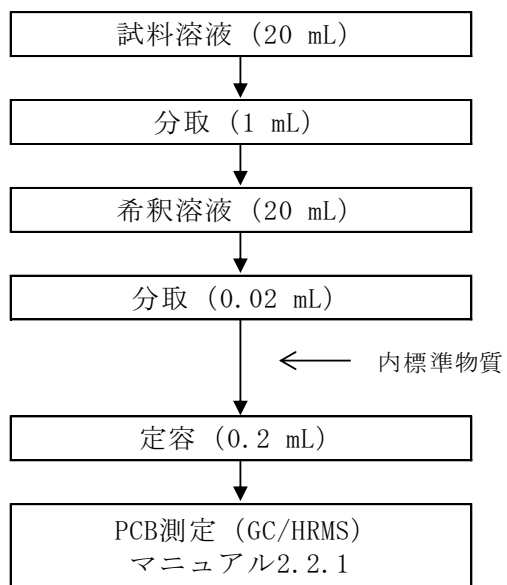 試料溶液 (20 mL)
分取 (1 mL)
希釈溶液 (20 mL)
分取 (0.02 mL)
内標準物質
定容 (0.2 mL)
PCB測定 (GC/HRMS)
マニュアル2.2.1